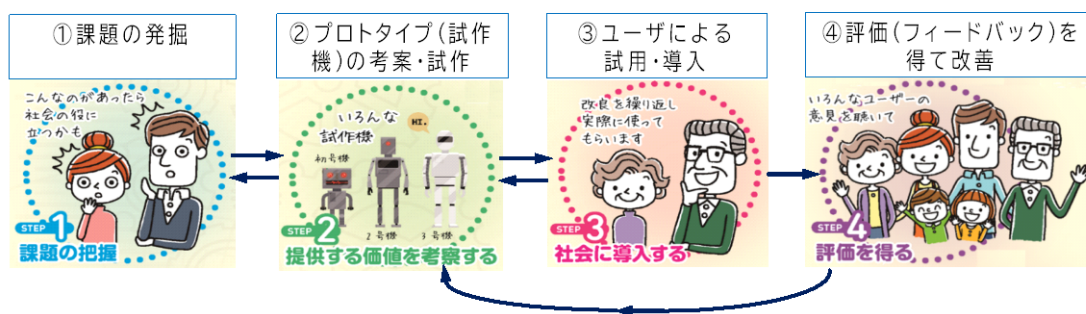 ①課題の発掘
②プロトタイプ(試作
機)の考案・試作
③ユーザによる
試用・導入
④評価(フィードバック)を
得て改善
こんなのがあったら
社会の役に
立つかも
STEP 1
課題の把握
いろんな
試作機
HI.
初号機
2号機
3号機
STEP 2
提供する価値を考察する
改良を繰り返し
実際に使って
もらいます
STEP 3
社会に導入する
いろんなユーザーの
意見を聴いて
STEP 4
評価を得る